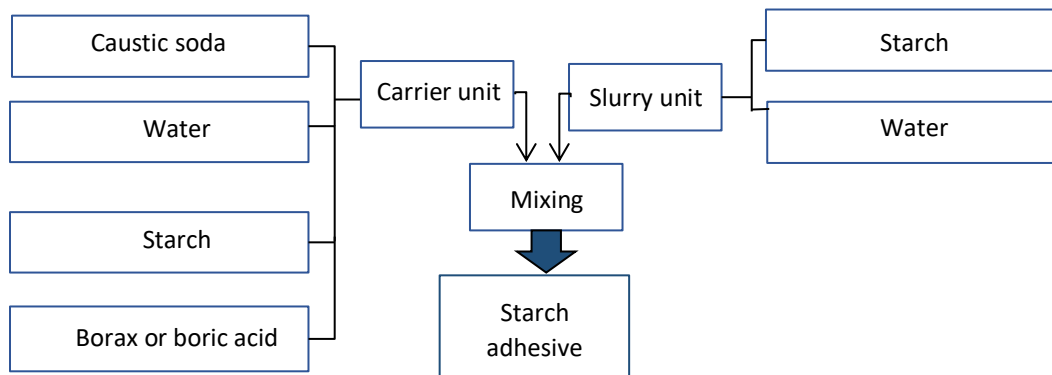 Caustic soda
Water
Starch
Borax or boric acid
Carrier unit
Slurry unit
Starch
Water
Mixing
Starch
adhesive